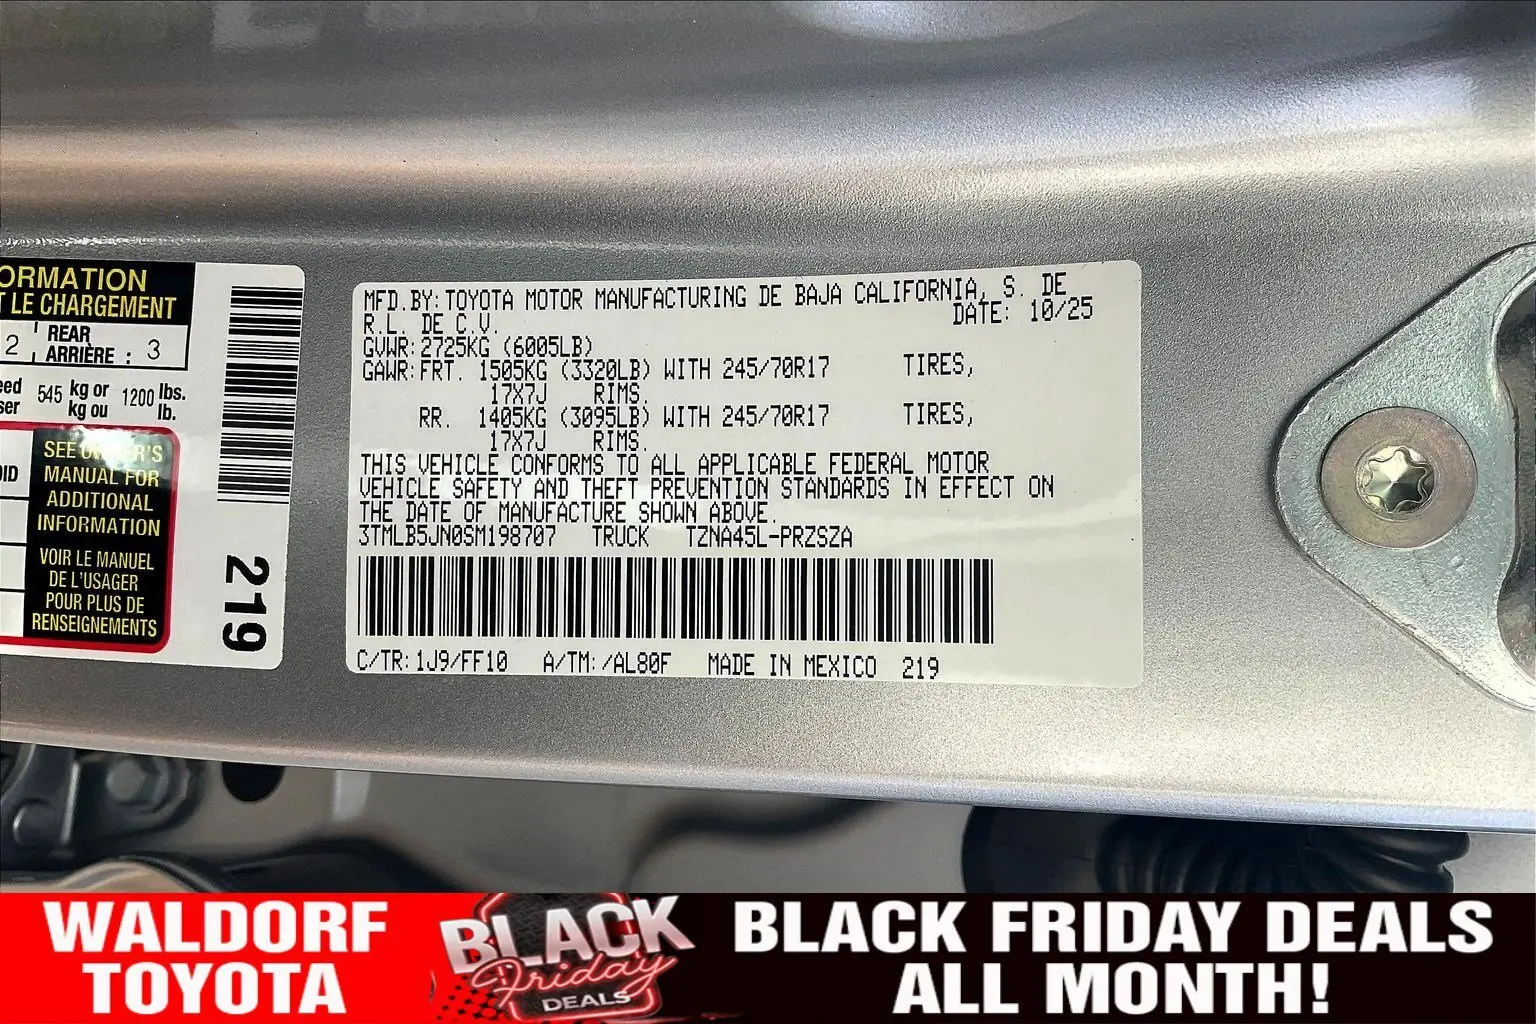 ORMATION
T LE CHARGEMENT
2 REAR ARRIÈRE : 3
545 kg or kg ou 1200 lbs. lb.
SEE OWNER'S
MANUAL FOR
ADDITIONAL
INFORMATION
VOIR LE MANUEL
DE L'USAGER
POUR PLUS DE
RENSEIGNEMENTS
219
MFD.BY:TOYOTA MOTOR MANUFACTURING DE BAJA CALIFORNIA, S. DE
R.L. DE C.V. DATE: 10/25
GVWR:2725KG (6005LB)
GAWR:FRT. 1505KG (3320LB) WITH 245/70R17 TIRES,
17X7J RIMS.
RR. 1405KG (3095LB) WITH 245/70R17 TIRES,
17X7J RIMS.
THIS VEHICLE CONFORMS TO ALL APPLICABLE FEDERAL MOTOR
VEHICLE SAFETY AND THEFT PREVENTION STANDARDS IN EFFECT ON
THE DATE OF MANUFACTURE SHOWN ABOVE.
3TMLB5JN0SM198707 TRUCK TZNA45L-PRZSZA
C/TR:1J9/FF10 A/TM:/AL80F MADE IN MEXICO 219
WALDORF
TOYOTA
BLACK
Friday
DEALS
BLACK FRIDAY DEALS
ALL MONTH!